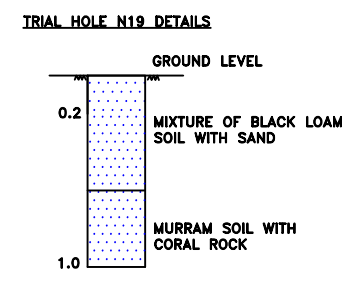 TRIAL HOLE N19 DETAILS
GROUND LEVEL
0.2
MIXTURE OF BLACK LOAM
SOIL WITH SAND
MURRAM SOIL WITH
CORAL ROCK
1.0